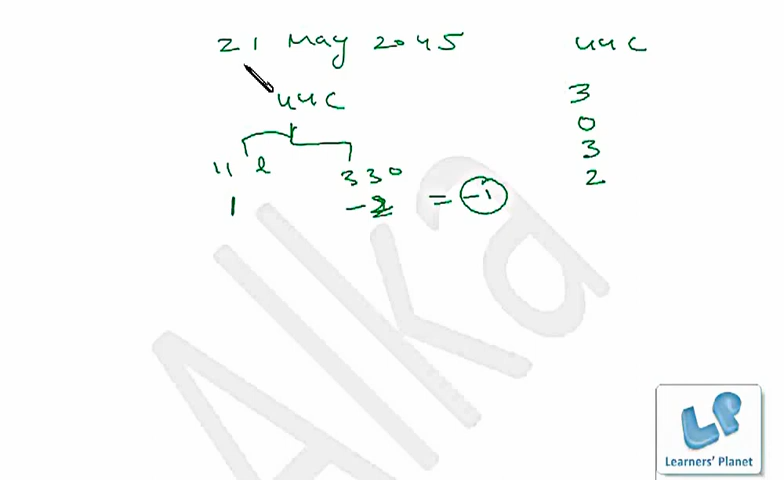 21 May 2045
44C
44C
3
0
11 l
330
3
1
-2 = -1
2
Alka
LP
Learners' Planet